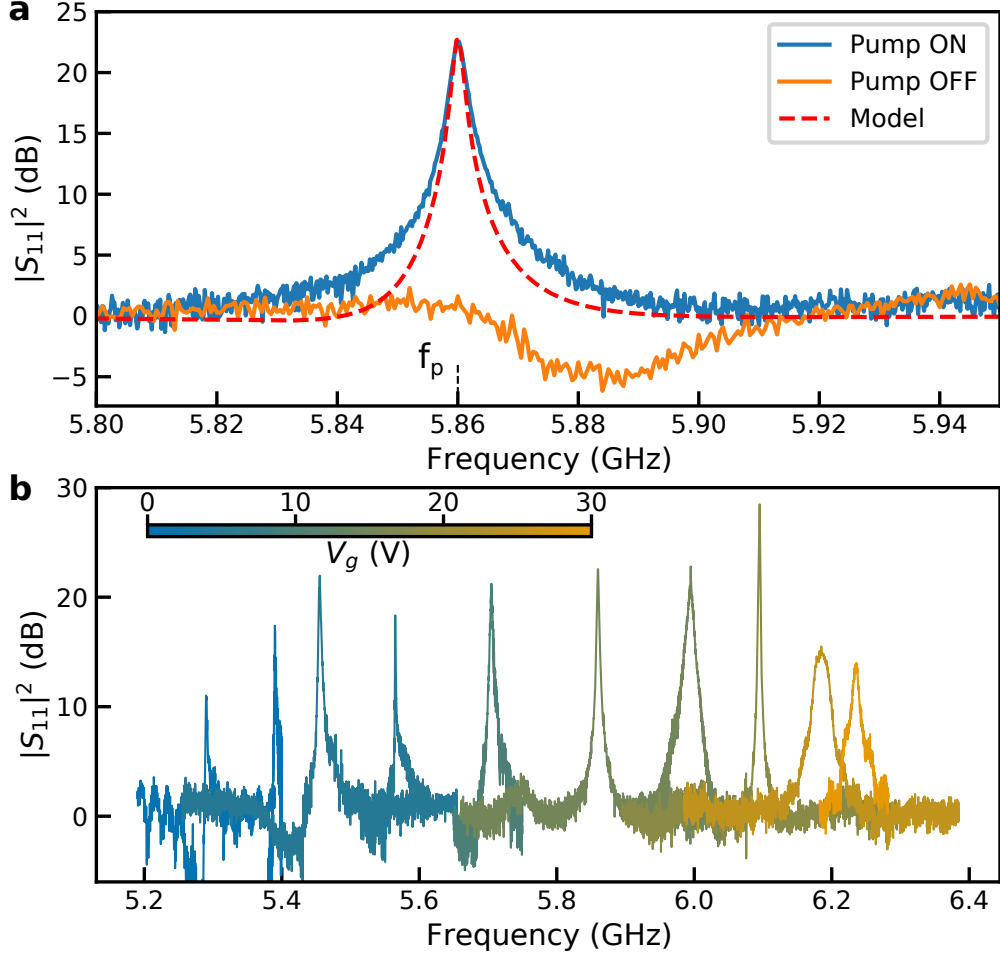 a
25
20
15
10
5
0
−5
|S₁₁|² (dB)
Pump ON
Pump OFF
Model
fₚ
5.80 5.82 5.84 5.86 5.88 5.90 5.92 5.94
Frequency (GHz)
b
30
20
10
0
|S₁₁|² (dB)
0 10 20 30
V_g (V)
5.2 5.4 5.6 5.8 6.0 6.2 6.4
Frequency (GHz)